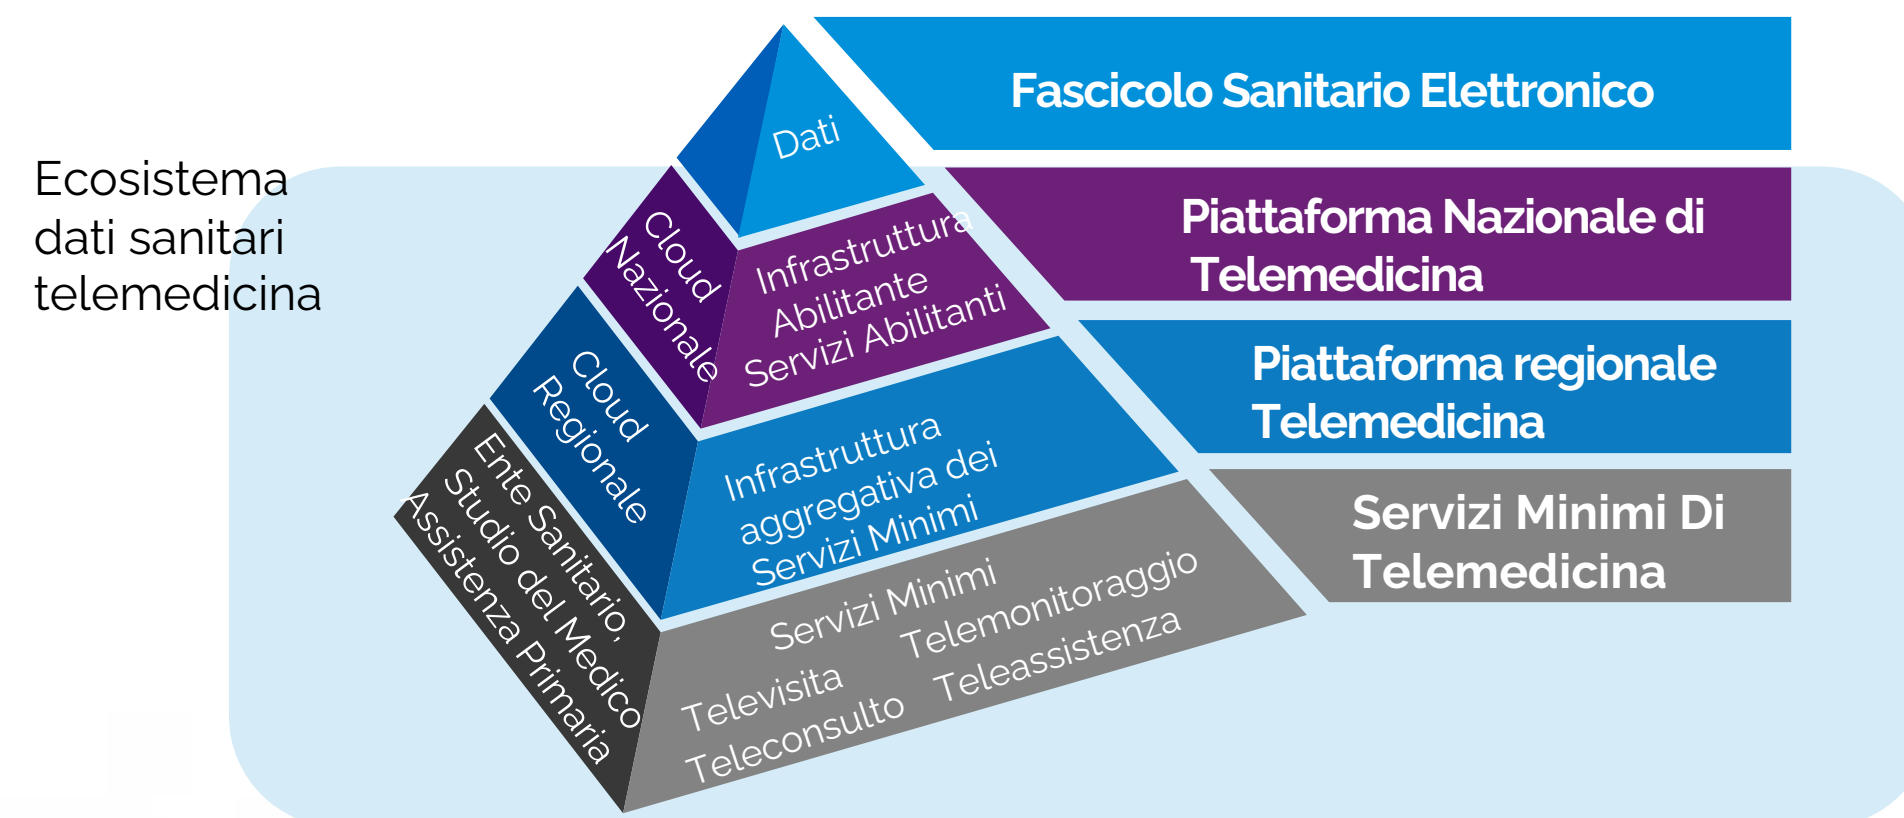 Ecosistema
dati sanitari
telemedicina
Dati
Fascicolo Sanitario Elettronico
Cloud
Nazionale
Infrastruttura
Abilitante
Servizi Abilitanti
Piattaforma Nazionale di
Telemedicina
Cloud
Regionale
Infrastruttura
aggregativa dei
Servizi Minimi
Piattaforma regionale
Telemedicina
Ente Sanitario,
Studio del Medico
Assistenza Primaria
Servizi Minimi
Televisita
Teleconsulto
Telemonitoraggio
Teleassistenza
Servizi Minimi Di
Telemedicina